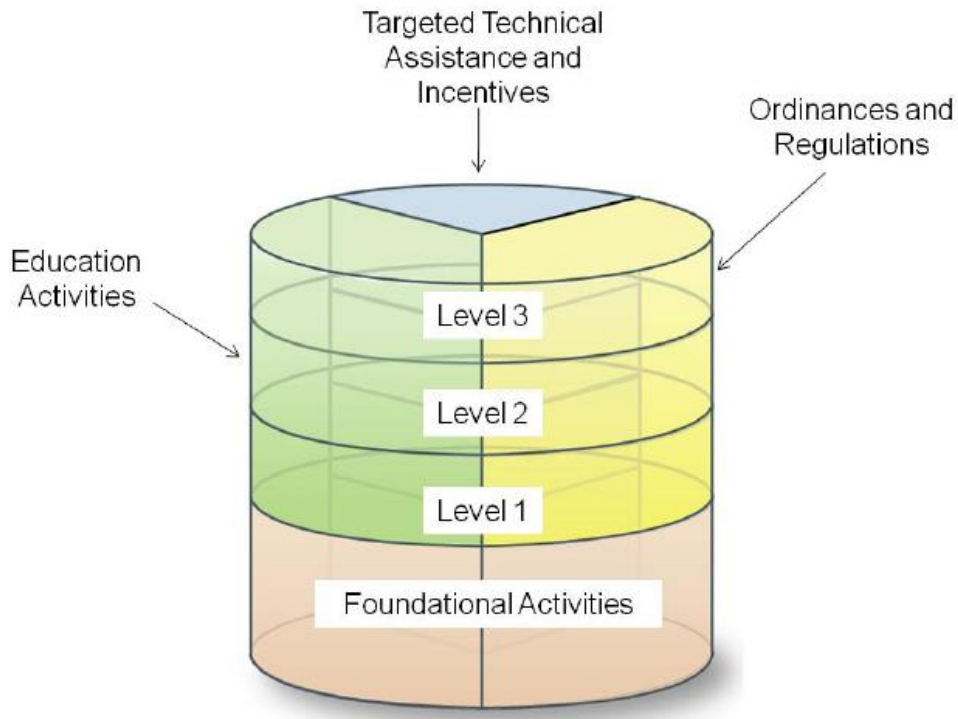 Targeted Technical
Assistance and
Incentives
Ordinances and
Regulations
Education
Activities
Level 3
Level 2
Level 1
Foundational Activities